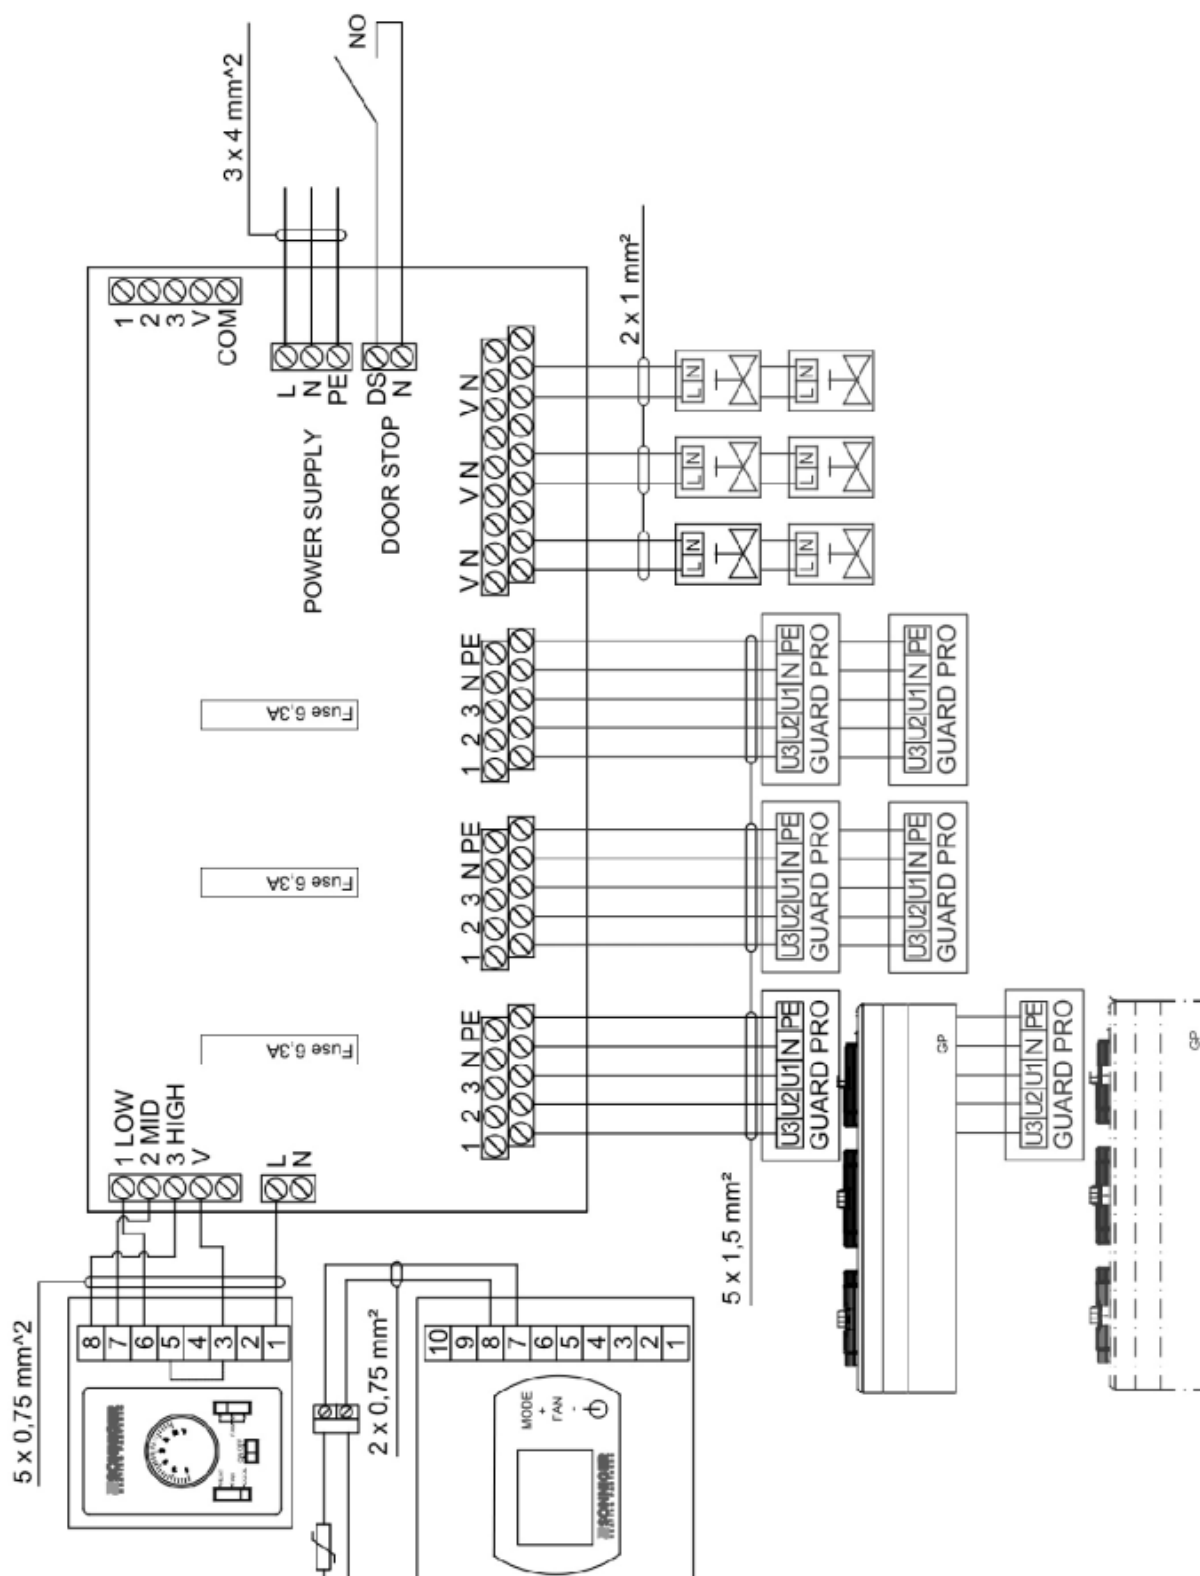 3 x 4 mm^2
NO
1
2
3
V
COM
L
N
PE
POWER SUPPLY
DS
N
DOOR STOP
V N
V N
V N
2 x 1 mm²
L N
L N
L N
L N
L N
L N
Fuse 6,3A
Fuse 6,3A
Fuse 6,3A
1 2 3 N PE
1 2 3 N PE
1 2 3 N PE
U3 U2 U1 N PE
GUARD PRO
U3 U2 U1 N PE
GUARD PRO
U3 U2 U1 N PE
GUARD PRO
U3 U2 U1 N PE
GUARD PRO
U3 U2 U1 N PE
GUARD PRO
U3 U2 U1 N PE
GUARD PRO
GP
GP
5 x 1,5 mm²
1 LOW
2 MID
3 HIGH
V
L
N
5 x 0,75 mm^2
8
7
6
5
4
3
2
1
SONNIGER
2 x 0,75 mm²
10
9
8
7
6
5
4
3
2
1
MODE
+
FAN
-
SONNIGER